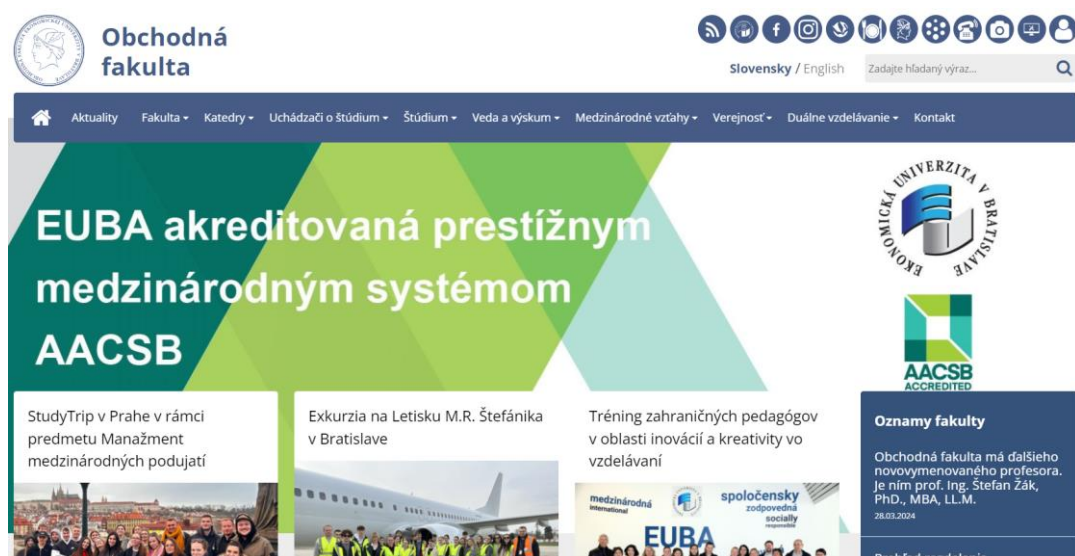 Obchodná
fakulta
Slovensky / English
Zadajte hľadaný výraz...
Aktuality Fakulta Katedry Uchádzači o štúdium Štúdium Veda a výskum Medzinárodné vzťahy Verejnosť Duálne vzdelávanie Kontakt
EUBA akreditovaná prestížnym
medzinárodným systémom
AACSB
EKONOMICKÁ UNIVERZITA V BRATISLAVE
AACSB
ACCREDITED
StudyTrip v Prahe v rámci
predmetu Manažment
medzinárodných podujatí
Exkurzia na Letisku M.R. Štefánika
v Bratislave
Tréning zahraničných pedagógov
v oblasti inovácií a kreativity vo
vzdelávaní
medzinárodná
international
spoločensky
zodpovedná
socially
responsible
EUBA
Oznamy fakulty
Obchodná fakulta má ďalšieho
novovymenovaného profesora.
Je ním prof. Ing. Štefan Žák,
PhD., MBA, LL.M.
28.03.2024